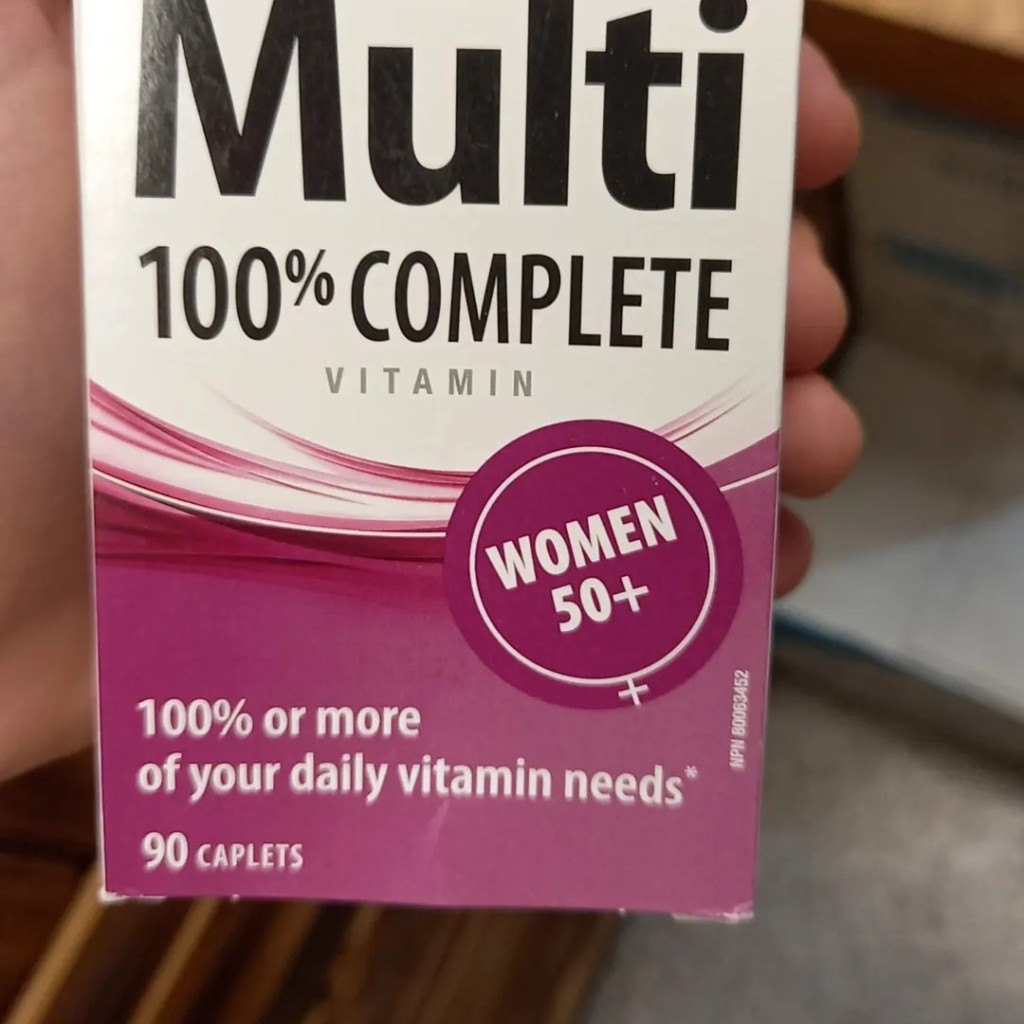 Multi
100% COMPLETE
VITAMIN
WOMEN
50+
+
NPN 80063452
100% or more
of your daily vitamin needs*
90 CAPLETS